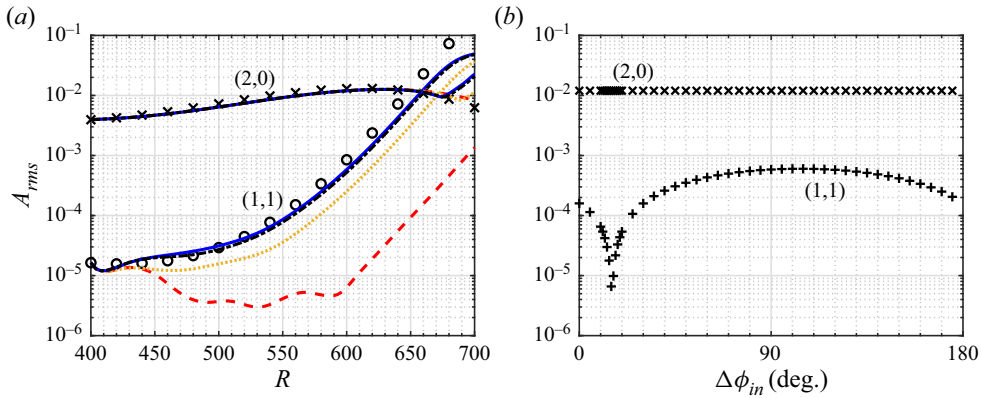 (a)
10⁻¹
10⁻²
10⁻³
10⁻⁴
10⁻⁵
10⁻⁶
A_rms
(2,0)
(1,1)
400 450 500 550 600 650 700
R
(b)
10⁻¹
10⁻²
10⁻³
10⁻⁴
10⁻⁵
10⁻⁶
(2,0)
(1,1)
0 90 180
Δϕ_in (deg.)